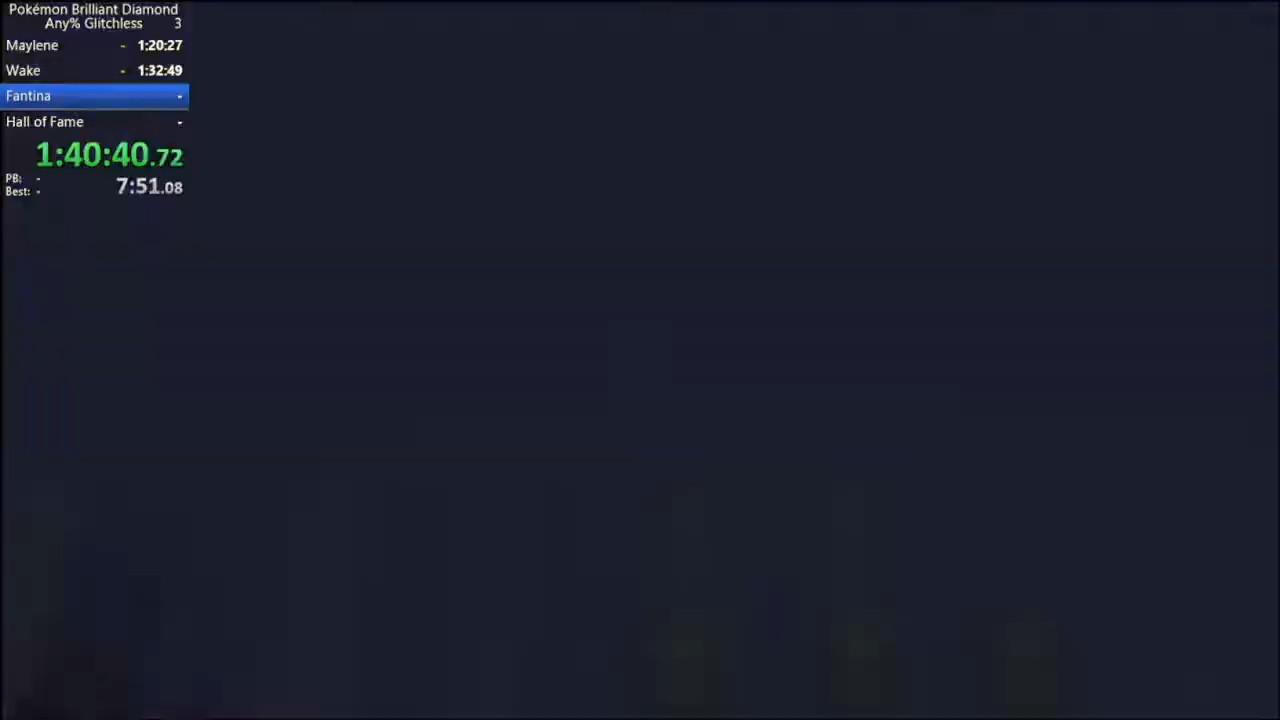 Pokémon Brilliant Diamond
Any% Glitchless 3
Maylene - 1:20:27
Wake - 1:32:49
Fantina -
Hall of Fame -
1:40:40.72
PB: -
Best: - 7:51.08